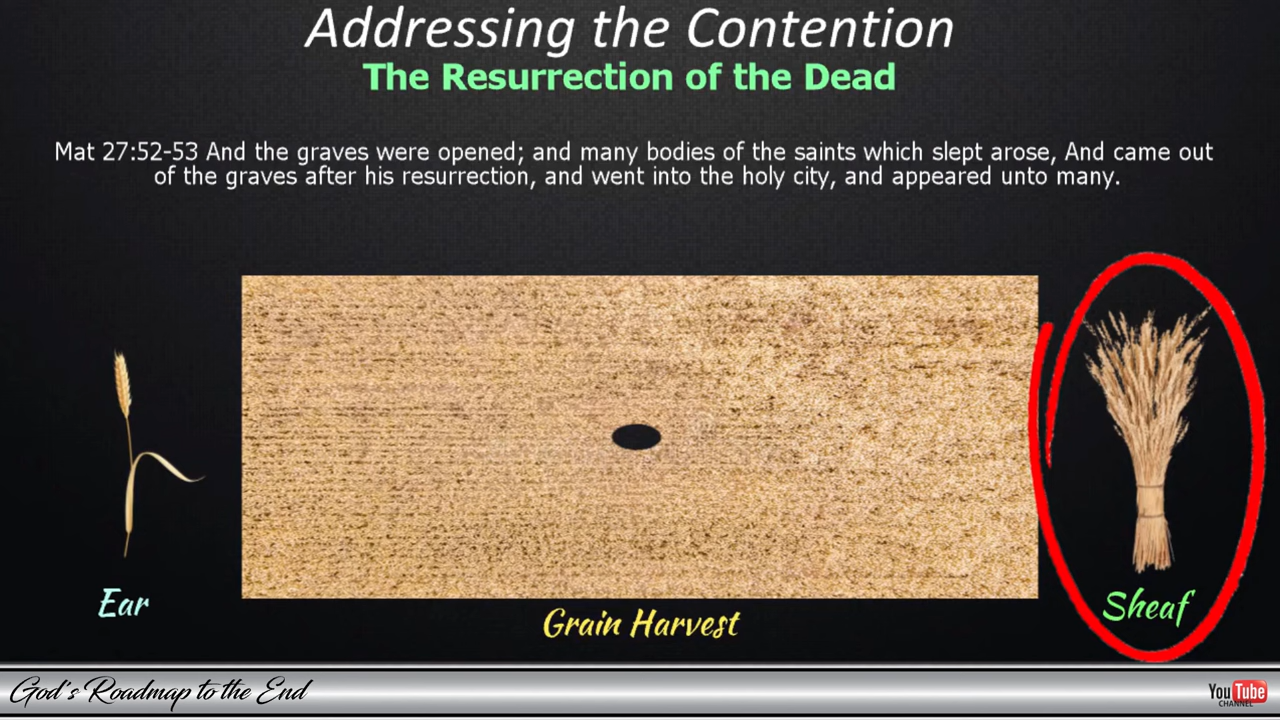 Addressing the Contention
The Resurrection of the Dead
Mat 27:52-53 And the graves were opened; and many bodies of the saints which slept arose, And came out
of the graves after his resurrection, and went into the holy city, and appeared unto many.
Ear
Grain Harvest
Sheaf
God's Roadmap to the End
YouTube
CHANNEL